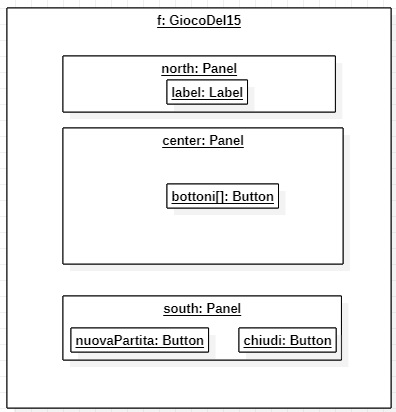 f: GiocoDel15
north: Panel
label: Label
center: Panel
bottoni[]: Button
south: Panel
nuovaPartita: Button
chiudi: Button